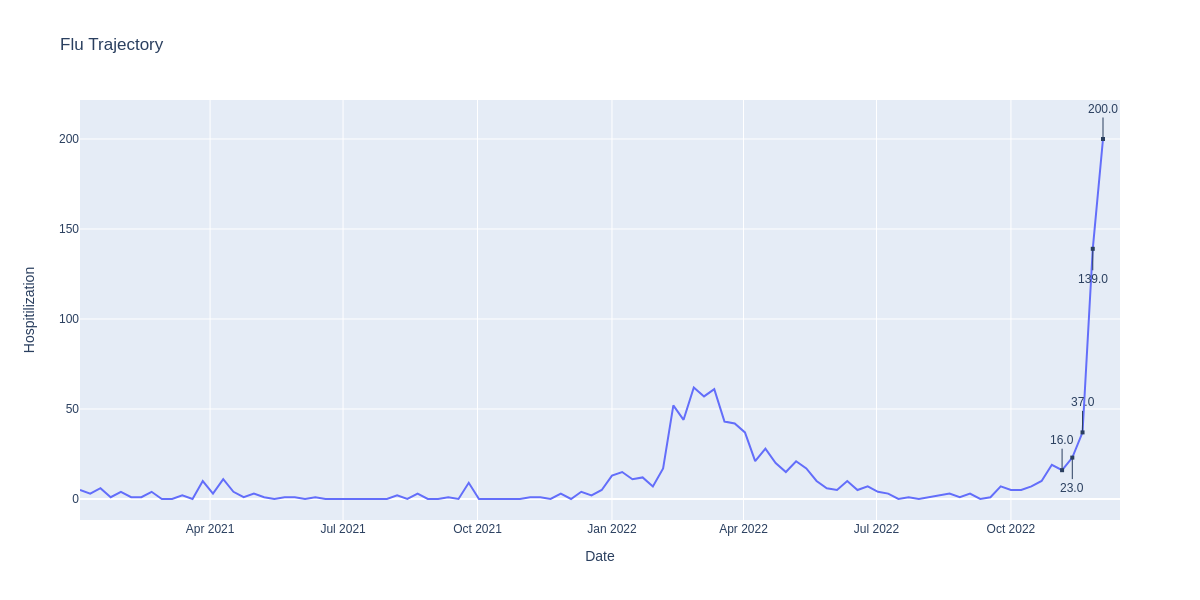 Flu Trajectory
200.0
200
150
139.0
100
37.0
50
16.0
23.0
0
Apr 2021
Jul 2021
Oct 2021
Jan 2022
Apr 2022
Jul 2022
Oct 2022
Date
Hospitilization